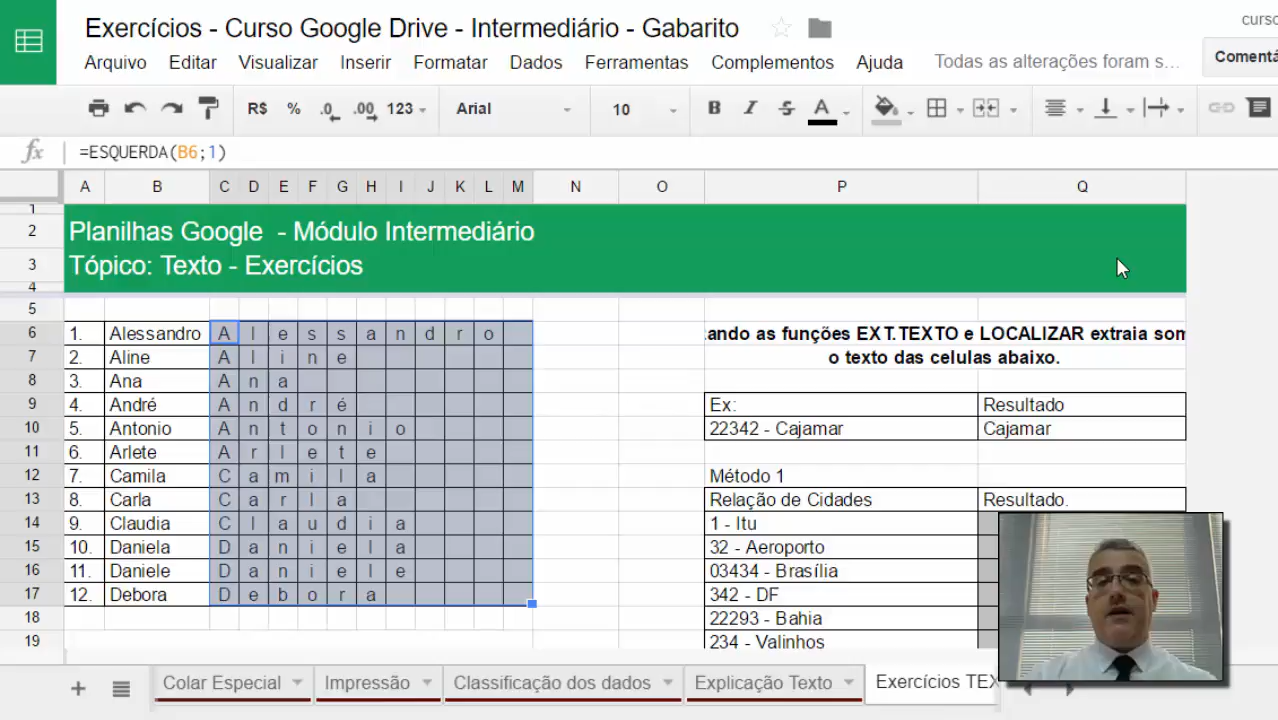 Exercícios - Curso Google Drive - Intermediário - Gabarito
curso
Arquivo Editar Visualizar Inserir Formatar Dados Ferramentas Complementos Ajuda Todas as alterações foram s...
Comentá
R$ % .0 .00 123 Arial 10 B I S A
fx =ESQUERDA(B6;1)
A B C D E F G H I J K L M N O P Q
1
2 Planilhas Google - Módulo Intermediário
3 Tópico: Texto - Exercícios
4
5
6 1. Alessandro A l e s s a n d r o ando as funções EXT.TEXTO e LOCALIZAR extraia som
7 2. Aline A l i n e o texto das celulas abaixo.
8 3. Ana A n a
9 4. André A n d r é Ex: Resultado
10 5. Antonio A n t o n i o 22342 - Cajamar Cajamar
11 6. Arlete A r l e t e
12 7. Camila C a m i l a Método 1
13 8. Carla C a r l a Relação de Cidades Resultado.
14 9. Claudia C l a u d i a 1 - Itu
15 10. Daniela D a n i e l a 32 - Aeroporto
16 11. Daniele D a n i e l e 03434 - Brasília
17 12. Debora D e b o r a 342 - DF
18 22293 - Bahia
19 234 - Valinhos
+ Colar Especial Impressão Classificação dos dados Explicação Texto Exercícios TEX